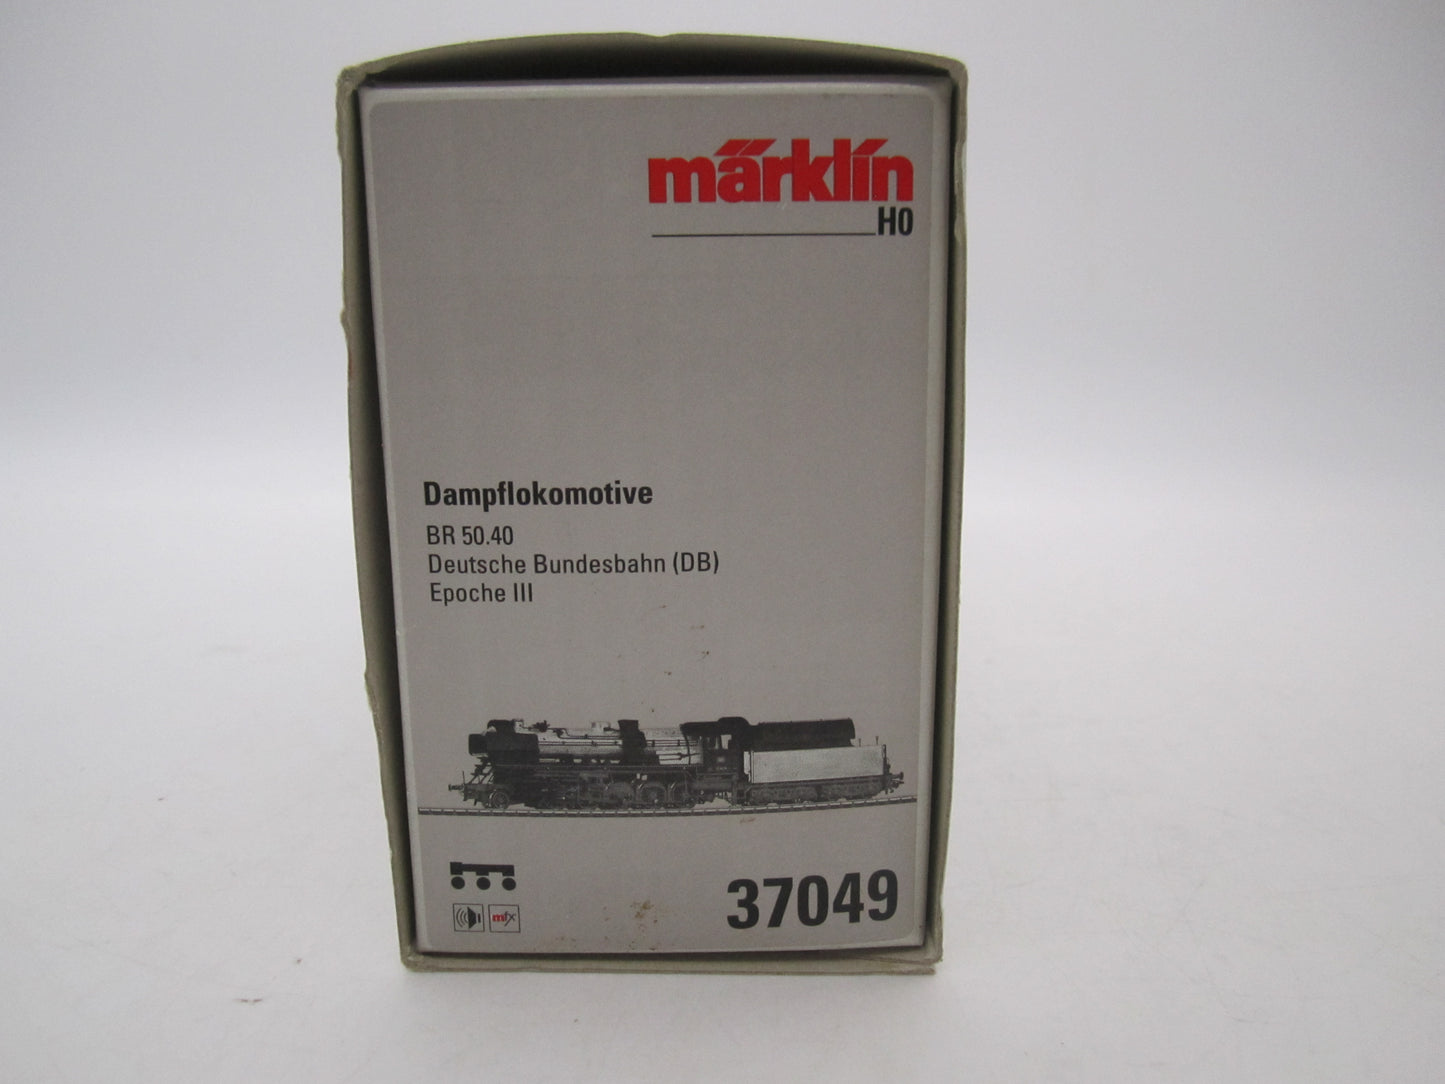 märklin
H0
Dampflokomotive
BR 50.40
Deutsche Bundesbahn (DB)
Epoche III
mfx
37049